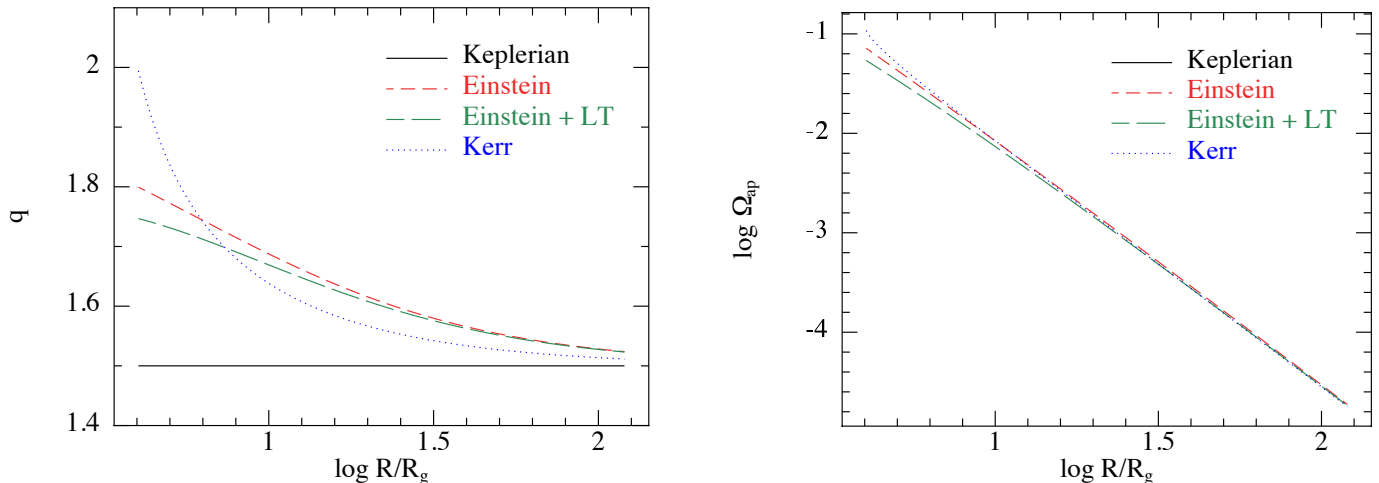 2
1.8
1.6
1.4
q
Keplerian
Einstein
Einstein + LT
Kerr
1
1.5
2
log R/R_g
-1
-2
-3
-4
log Ω_ap
Keplerian
Einstein
Einstein + LT
Kerr
1
1.5
2
log R/R_g